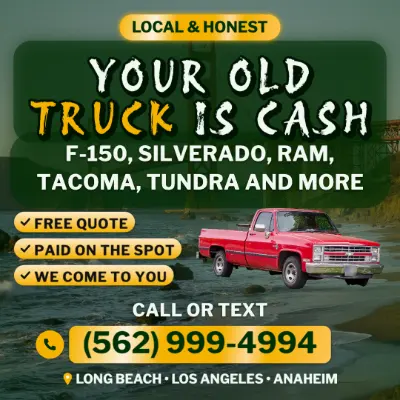 LOCAL & HONEST
YOUR OLD
TRUCK IS CASH
F-150, SILVERADO, RAM,
TACOMA, TUNDRA AND MORE
FREE QUOTE
PAID ON THE SPOT
WE COME TO YOU
CALL OR TEXT
(562) 999-4994
LONG BEACH • LOS ANGELES • ANAHEIM